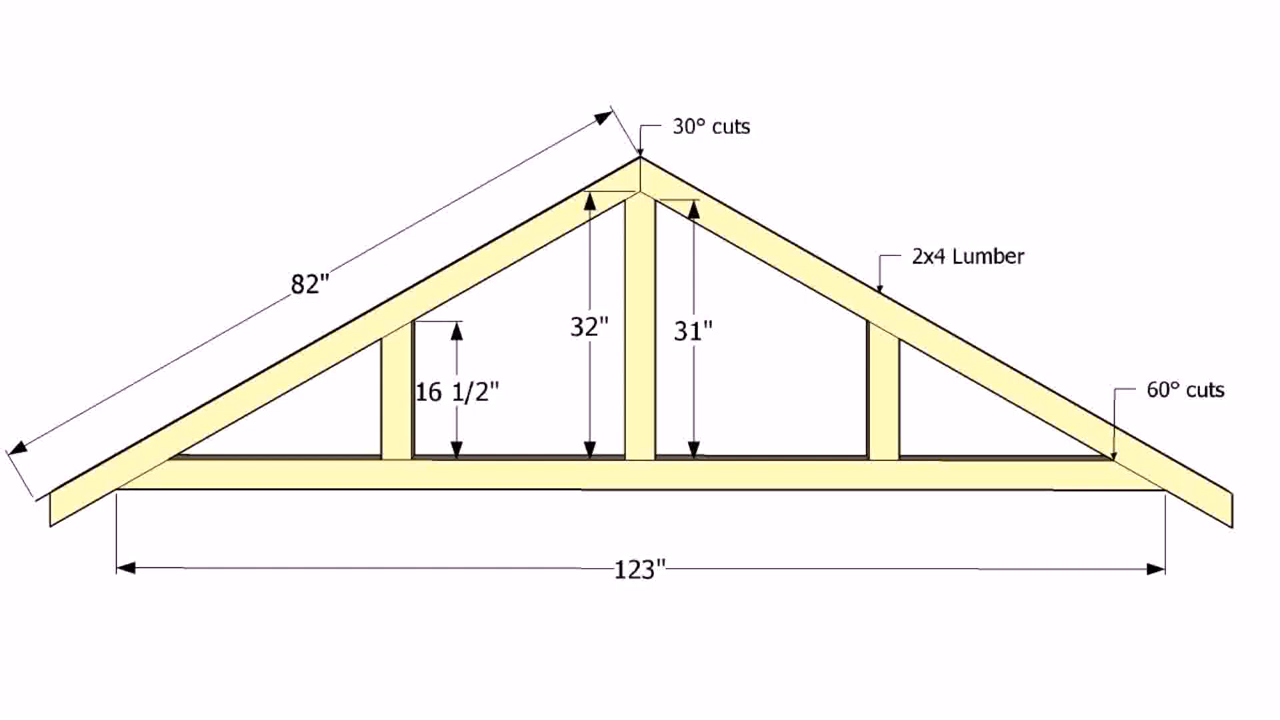 30° cuts
2x4 Lumber
82"
32"
31"
16 1/2"
60° cuts
123"